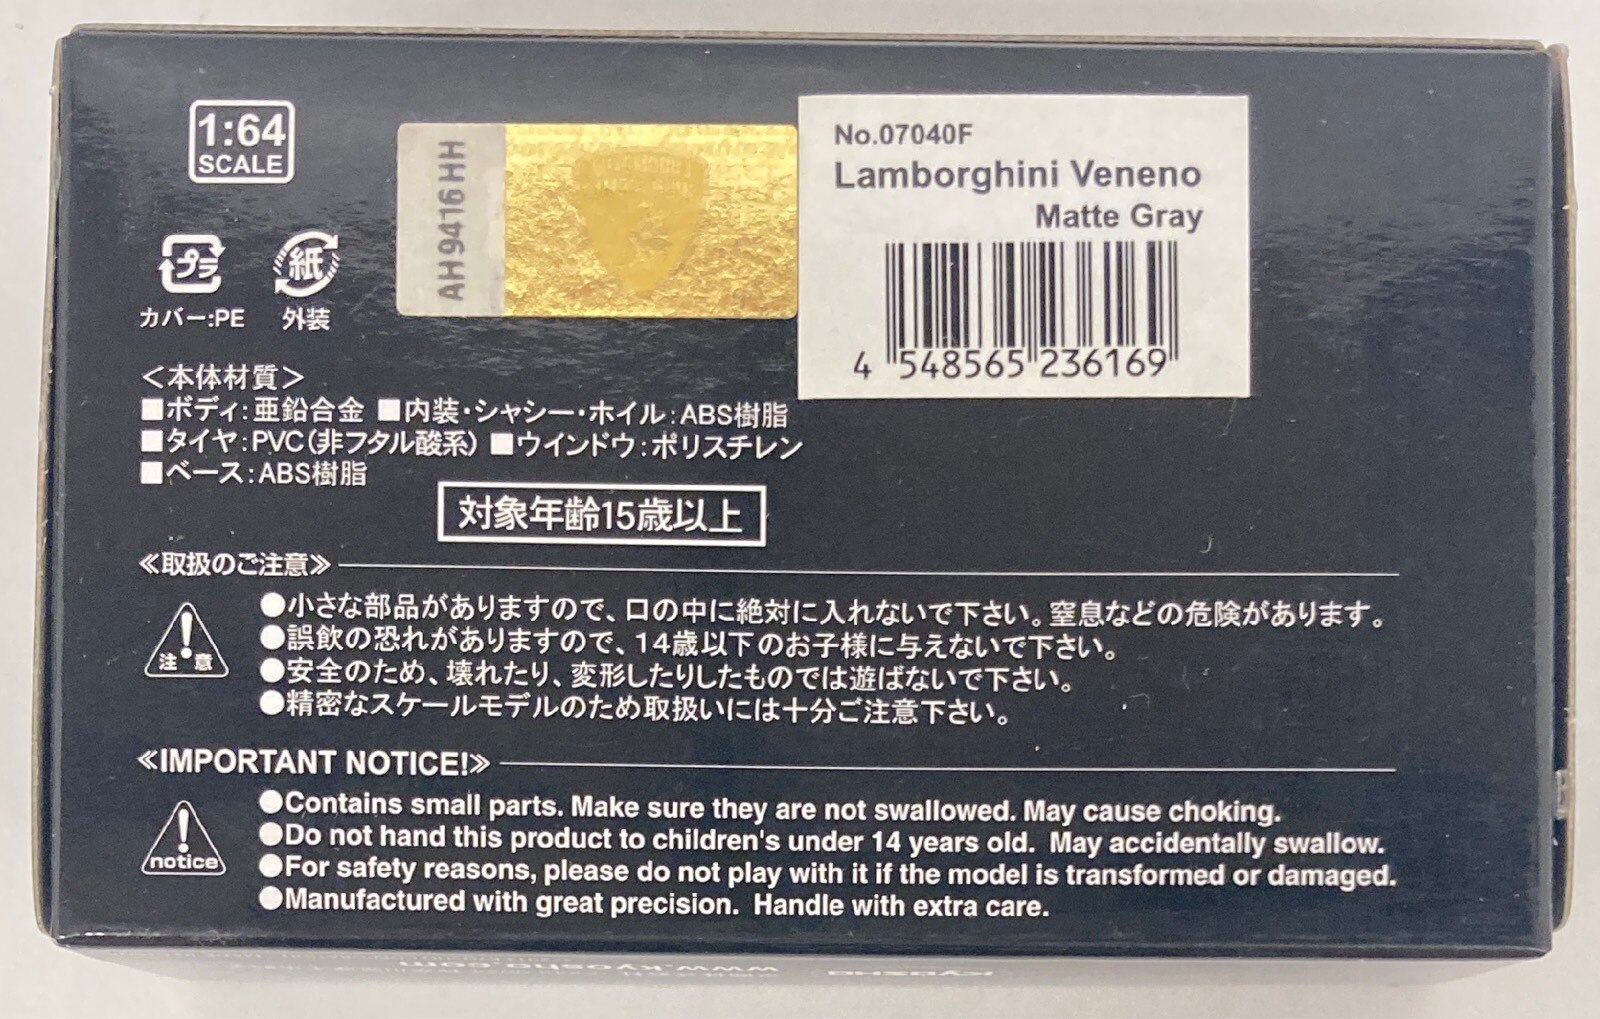 1:64
SCALE
AH9416HH
No.07040F
Lamborghini Veneno
Matte Gray
4 548565 236169
プラ
紙
カバー:PE 外装
＜本体材質＞
■ボディ:亜鉛合金 ■内装・シャシー・ホイル:ABS樹脂
■タイヤ:PVC(非フタル酸系) ■ウインドウ:ポリスチレン
■ベース:ABS樹脂
対象年齢15歳以上
≪取扱のご注意≫
注意
●小さな部品がありますので、口の中に絶対に入れないで下さい。窒息などの危険があります。
●誤飲の恐れがありますので、14歳以下のお子様に与えないで下さい。
●安全のため、壊れたり、変形したりしたものでは遊ばないで下さい。
●精密なスケールモデルのため取扱いには十分ご注意下さい。
≪IMPORTANT NOTICE!≫
notice
●Contains small parts. Make sure they are not swallowed. May cause choking.
●Do not hand this product to children's under 14 years old. May accidentally swallow.
●For safety reasons, please do not play with it if the model is transformed or damaged.
●Manufactured with great precision. Handle with extra care.
www.kyosho.com
KYOSHO